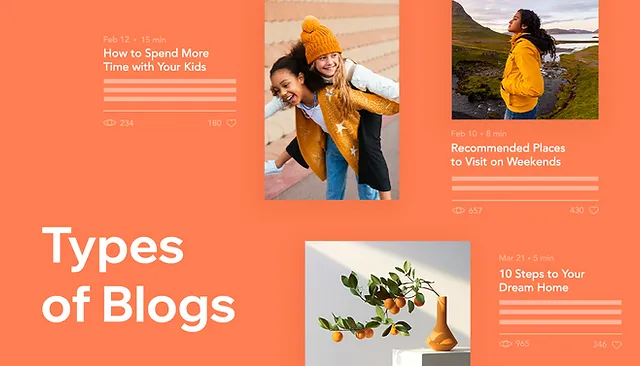 Feb 12 • 15 min
How to Spend More
Time with Your Kids
234
180
Feb 10 • 8 min
Recommended Places
to Visit on Weekends
657
430
Types
of Blogs
Mar 21 • 5 min
10 Steps to Your
Dream Home
965
346